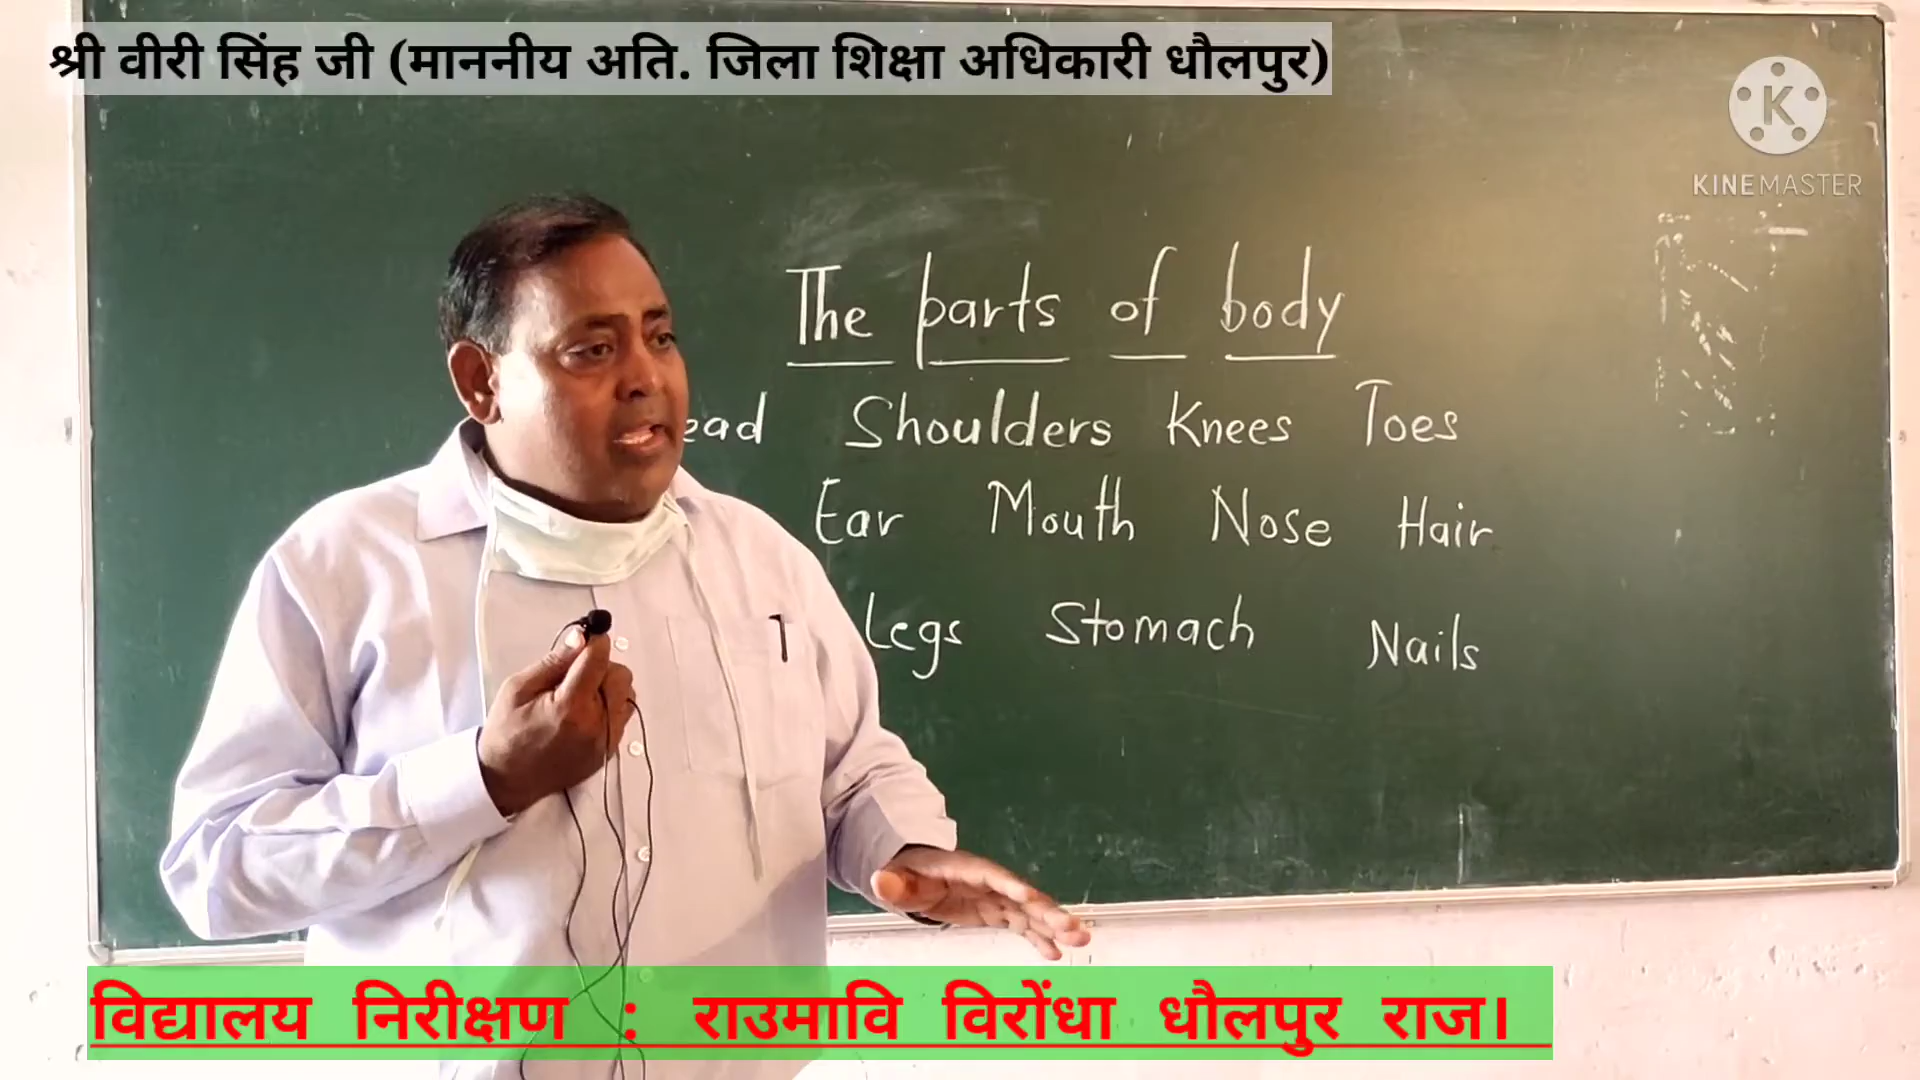 श्री वीरी सिंह जी (माननीय अति. जिला शिक्षा अधिकारी धौलपुर)
KINEMASTER
The parts of body
Shoulders Knees Toes
Ear Mouth Nose Hair
Legs Stomach Nails
विद्यालय निरीक्षण : राउमावि विरोंधा धौलपुर राज।